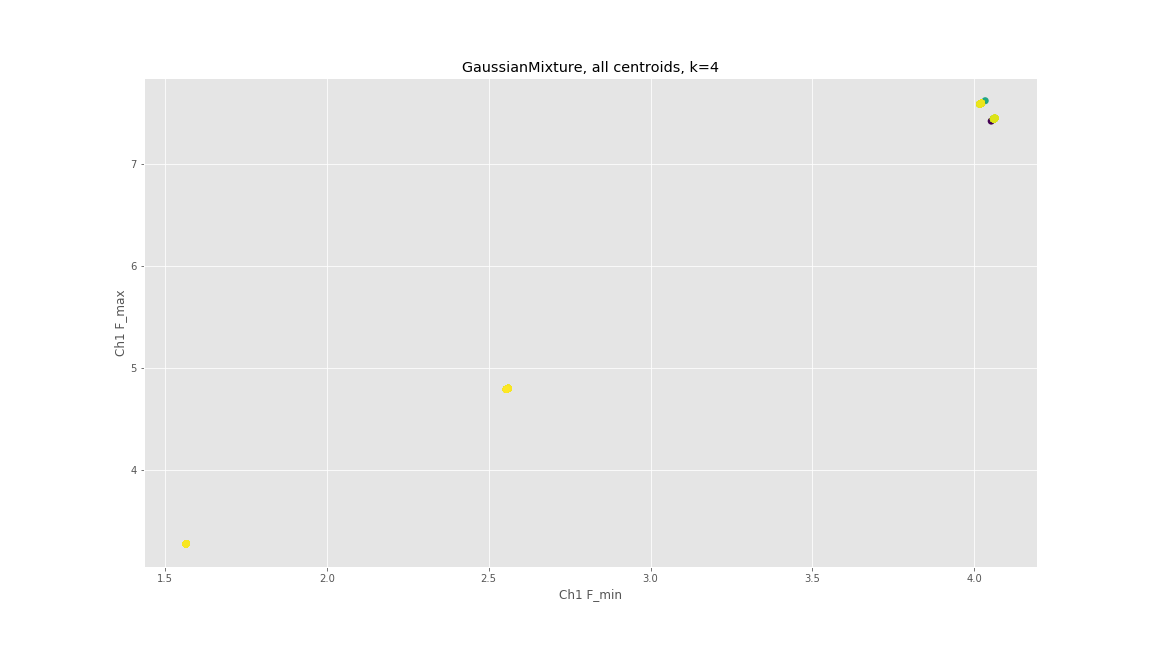 GaussianMixture, all centroids, k=4
7
6
5
4
Ch1 F_max
1.5 2.0 2.5 3.0 3.5 4.0
Ch1 F_min